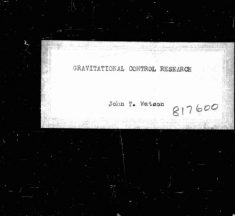 GRAVITATIONAL CONTROL RESEARCH
John T. Watson
817600